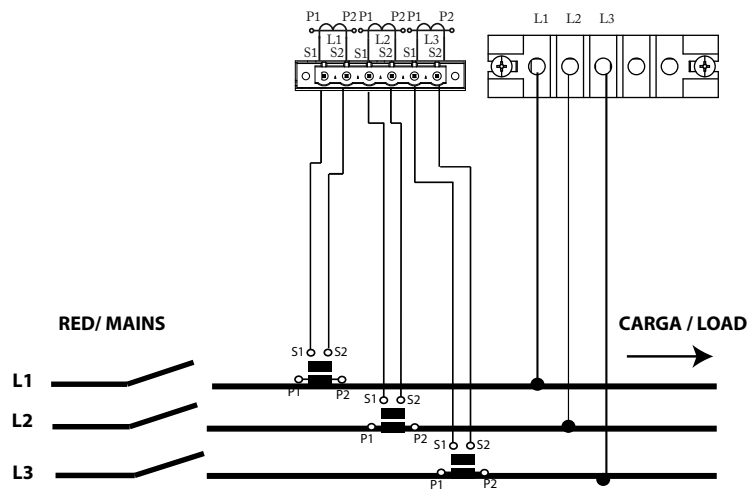 P1 P2 P1 P2 P1 P2
L1 L2 L3
L1 L2 L3
S1 S2 S1 S2 S1 S2
RED/ MAINS
CARGA / LOAD
S1 S2
L1
P1 P2
S1 S2
L2
P1 P2
S1 S2
L3
P1 P2